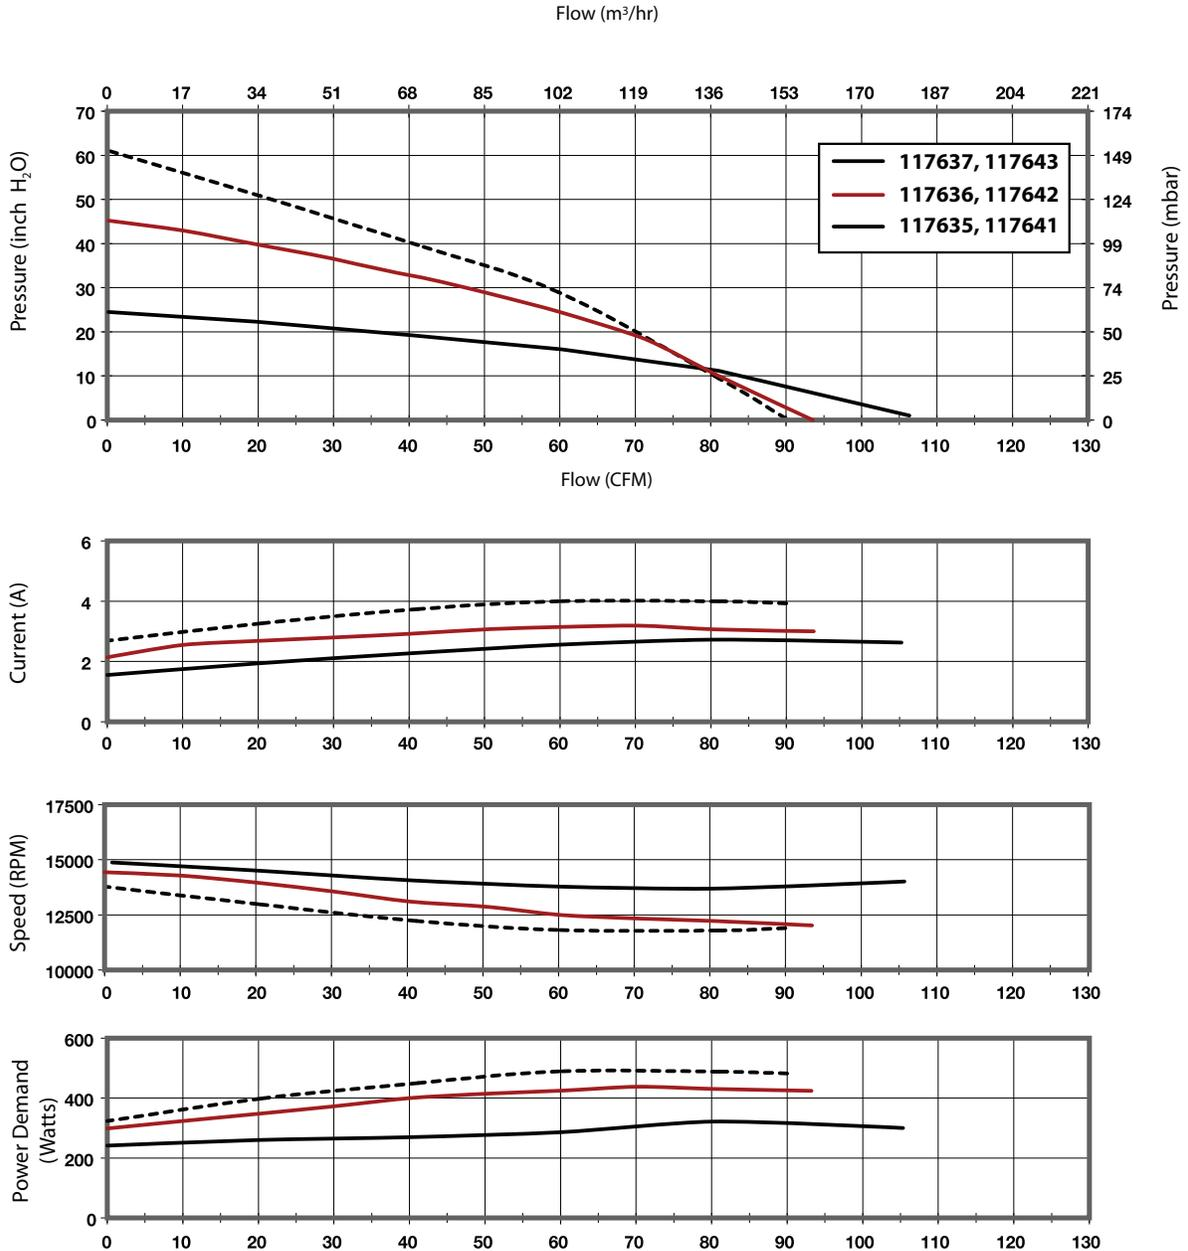 Flow (m³/hr)
0 17 34 51 68 85 102 119 136 153 170 187 204 221
70 174
60 149
50 124
40 99
30 74
20 50
10 25
0 0
Pressure (inch H₂O)
Pressure (mbar)
117637, 117643
117636, 117642
117635, 117641
0 10 20 30 40 50 60 70 80 90 100 110 120 130
Flow (CFM)
Current (A)
6
4
2
0
0 10 20 30 40 50 60 70 80 90 100 110 120 130
Speed (RPM)
17500
15000
12500
10000
0 10 20 30 40 50 60 70 80 90 100 110 120 130
Power Demand
(Watts)
600
400
200
0
0 10 20 30 40 50 60 70 80 90 100 110 120 130